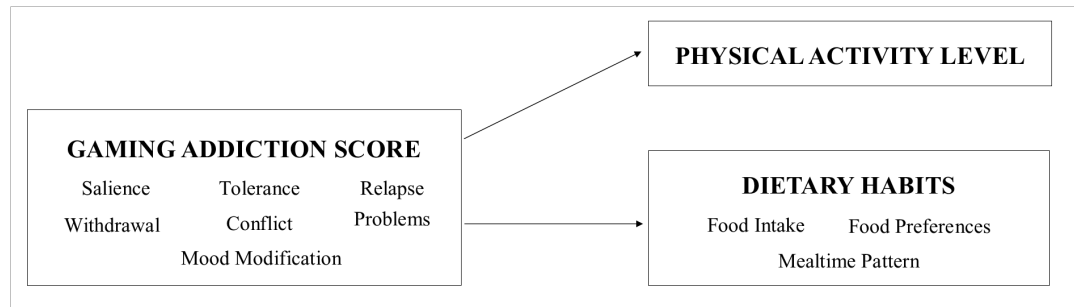 PHYSICAL ACTIVITY LEVEL
GAMING ADDICTION SCORE
Salience Tolerance Relapse
Withdrawal Conflict Problems
Mood Modification
DIETARY HABITS
Food Intake Food Preferences
Mealtime Pattern